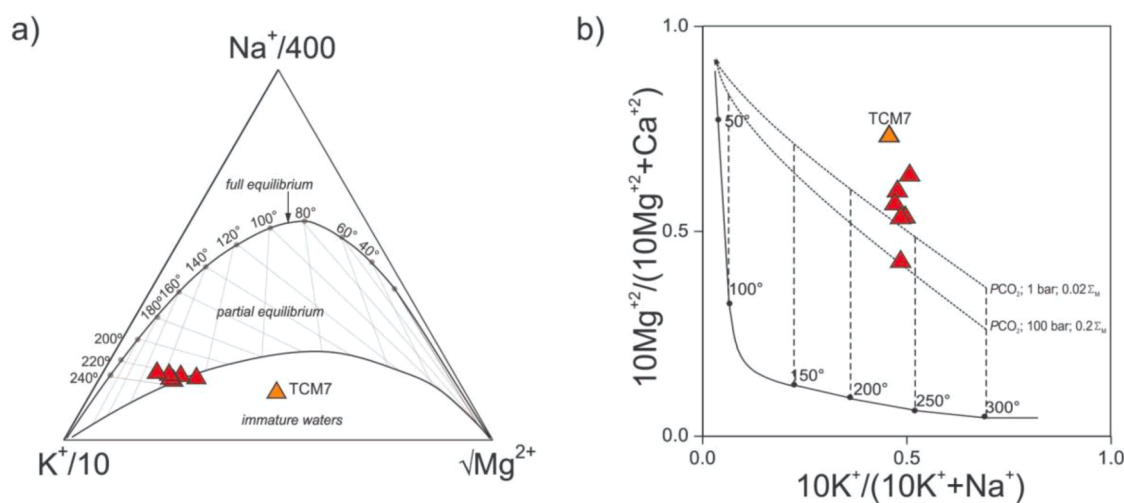 a)
Na⁺/400
full equilibrium
80°
100°
120°
140°
160°
180°
200°
220°
240°
60°
40°
partial equilibrium
TCM7
immature waters
K⁺/10
√Mg²⁺
b)
1.0
0.5
0.0
10Mg⁺²/(10Mg⁺²+Ca⁺²)
TCM7
50°
100°
150°
200°
250°
300°
PCO₂; 1 bar; 0.02Σ_M
PCO₂; 100 bar; 0.2Σ_M
0.0
0.5
1.0
10K⁺/(10K⁺+Na⁺)